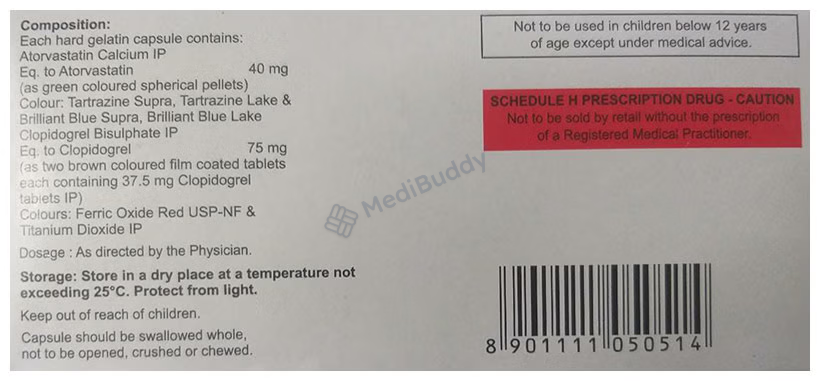 Composition:
Each hard gelatin capsule contains:
Atorvastatin Calcium IP
Eq. to Atorvastatin 40 mg
(as green coloured spherical pellets)
Colour: Tartrazine Supra, Tartrazine Lake &
Brilliant Blue Supra, Brilliant Blue Lake
Clopidogrel Bisulphate IP
Eq. to Clopidogrel 75 mg
(as two brown coloured film coated tablets
each containing 37.5 mg Clopidogrel
tablets IP)
Colours: Ferric Oxide Red USP-NF &
Titanium Dioxide IP
Dosage : As directed by the Physician.
Storage: Store in a dry place at a temperature not
exceeding 25°C. Protect from light.
Keep out of reach of children.
Capsule should be swallowed whole,
not to be opened, crushed or chewed.
Not to be used in children below 12 years
of age except under medical advice.
SCHEDULE H PRESCRIPTION DRUG - CAUTION
Not to be sold by retail without the prescription
of a Registered Medical Practitioner.
MediBuddy
8 901111 050514